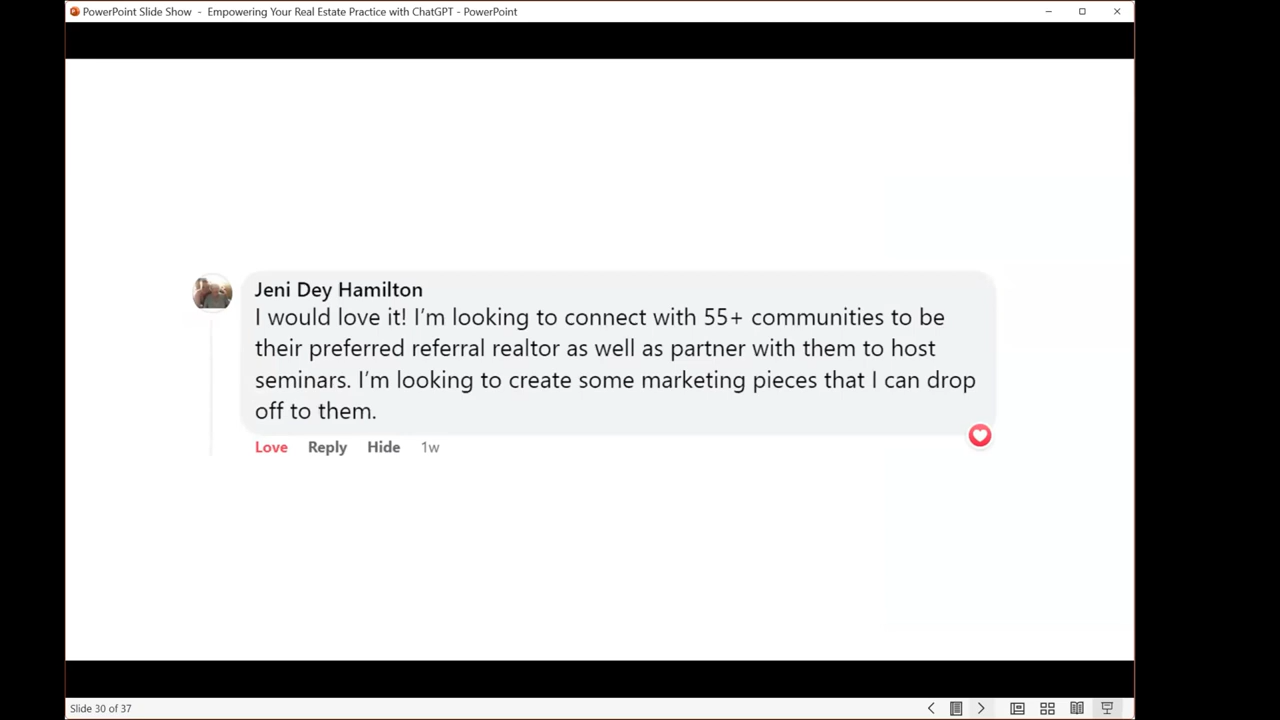 PowerPoint Slide Show - Empowering Your Real Estate Practice with ChatGPT - PowerPoint
Jeni Dey Hamilton
I would love it! I’m looking to connect with 55+ communities to be
their preferred referral realtor as well as partner with them to host
seminars. I’m looking to create some marketing pieces that I can drop
off to them.
Love Reply Hide 1w
Slide 30 of 37